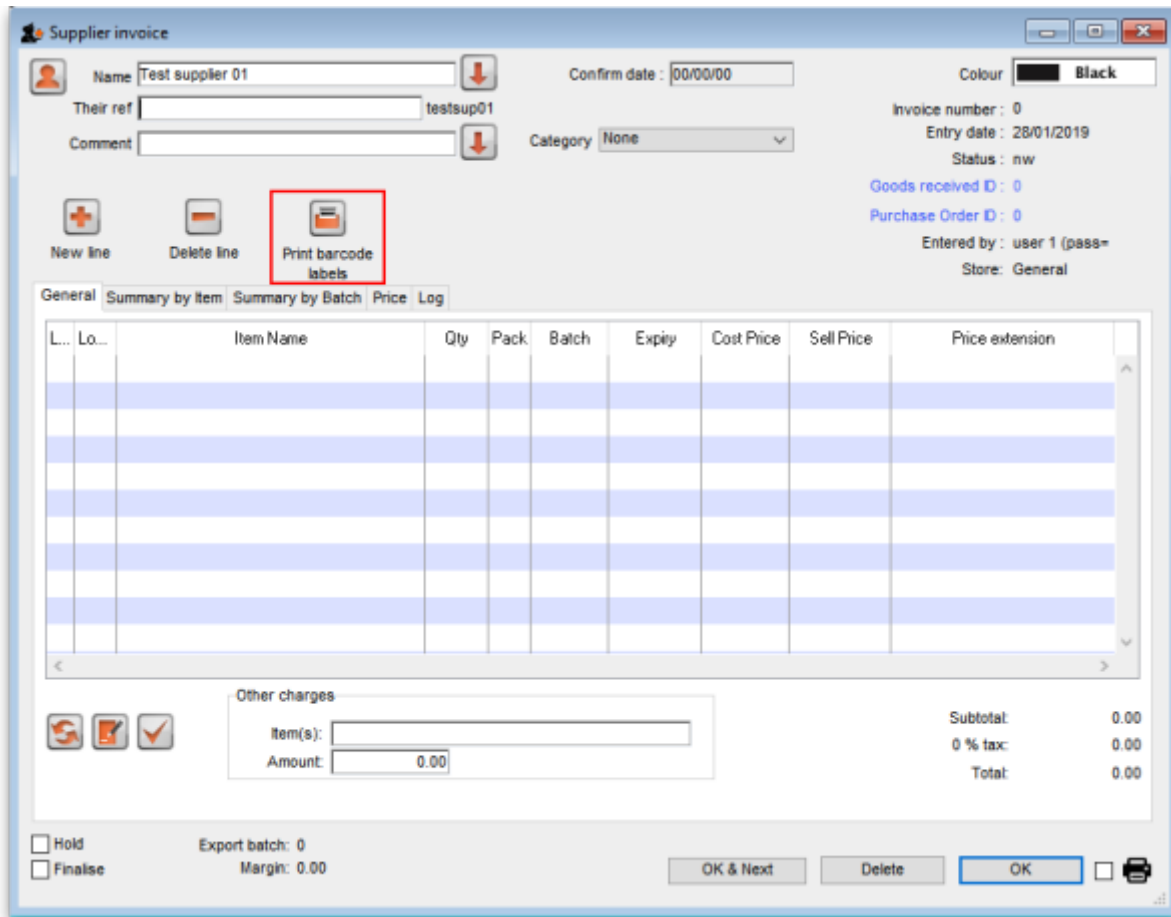 Supplier invoice
Name Test supplier 01 Confirm date : 00/00/00 Colour Black
Their ref testsup01 Invoice number : 0
Comment Category None Entry date : 28/01/2019
Status : nw
Goods received ID : 0
Purchase Order ID : 0
New line Delete line Print barcode labels
Entered by : user 1 (pass=
Store: General
General Summary by Item Summary by Batch Price Log
L... Lo... Item Name Qty Pack Batch Expiry Cost Price Sell Price Price extension
Other charges
Item(s):
Amount: 0.00
Subtotal: 0.00
0 % tax: 0.00
Total: 0.00
Hold Export batch: 0
Finalise Margin: 0.00
OK & Next Delete OK